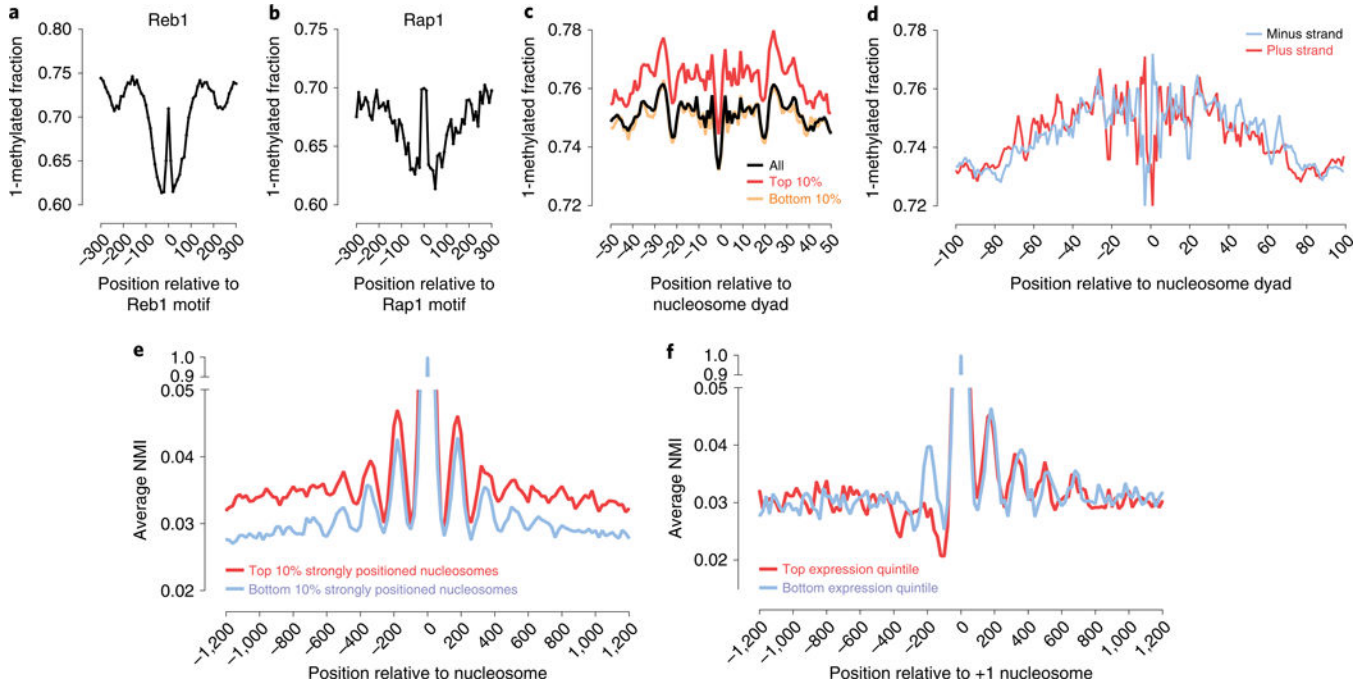 a
Reb1
1-methylated fraction
0.80
0.75
0.70
0.65
0.60
–300
–200
–100
0
100
200
300
Position relative to
Reb1 motif
b
Rap1
1-methylated fraction
0.75
0.70
0.65
0.60
–300
–200
–100
0
100
200
300
Position relative to
Rap1 motif
c
1-methylated fraction
0.78
0.76
0.74
0.72
All
Top 10%
Bottom 10%
–50
–40
–30
–20
–10
0
10
20
30
40
50
Position relative to
nucleosome dyad
d
1-methylated fraction
0.78
0.76
0.74
0.72
Minus strand
Plus strand
–100
–80
–60
–40
–20
0
20
40
60
80
100
Position relative to nucleosome dyad
e
Average NMI
1.0
0.9
0.05
0.04
0.03
0.02
Top 10% strongly positioned nucleosomes
Bottom 10% strongly positioned nucleosomes
–1,200
–1,000
–800
–600
–400
–200
0
200
400
600
800
1,000
1,200
Position relative to nucleosome
f
Average NMI
1.0
0.9
0.05
0.04
0.03
0.02
Top expression quintile
Bottom expression quintile
–1,200
–1,000
–800
–600
–400
–200
0
200
400
600
800
1,000
1,200
Position relative to +1 nucleosome